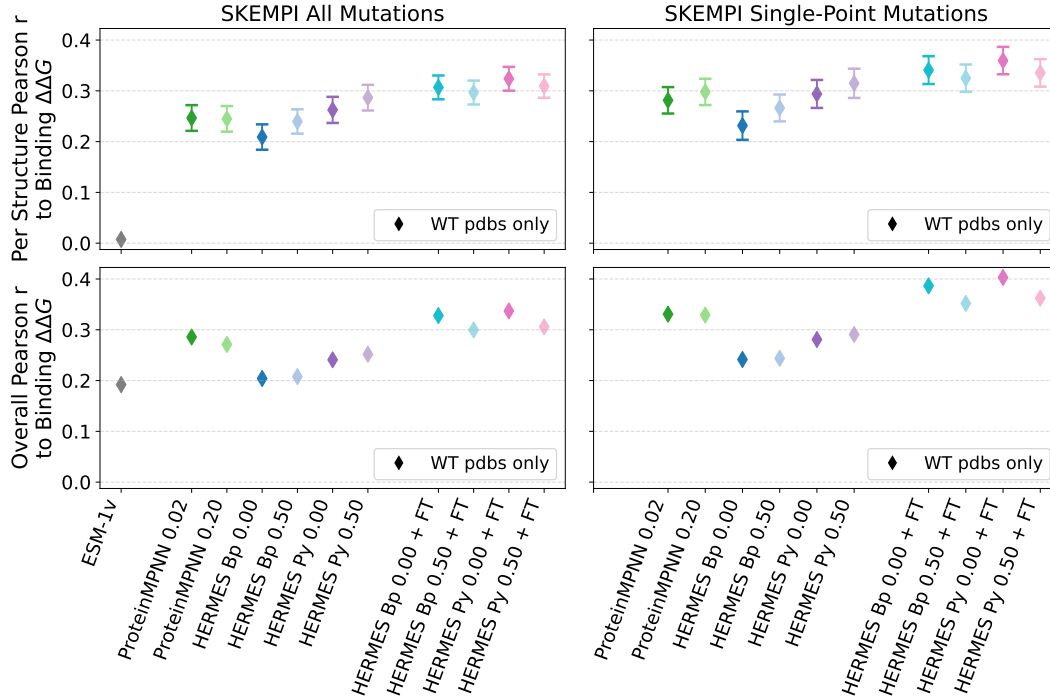 SKEMPI All Mutations
SKEMPI Single-Point Mutations
Per Structure Pearson r
to Binding ΔΔG
0.4
0.3
0.2
0.1
0.0
WT pdbs only
WT pdbs only
Overall Pearson r
to Binding ΔΔG
0.4
0.3
0.2
0.1
0.0
WT pdbs only
WT pdbs only
ESM-1v
ProteinMPNN 0.02
ProteinMPNN 0.20
HERMES Bp 0.00
HERMES Bp 0.50
HERMES Py 0.00
HERMES Py 0.50
HERMES Bp 0.00 + FT
HERMES Bp 0.50 + FT
HERMES Py 0.00 + FT
HERMES Py 0.50 + FT
ProteinMPNN 0.02
ProteinMPNN 0.20
HERMES Bp 0.00
HERMES Bp 0.50
HERMES Py 0.00
HERMES Py 0.50
HERMES Bp 0.00 + FT
HERMES Bp 0.50 + FT
HERMES Py 0.00 + FT
HERMES Py 0.50 + FT